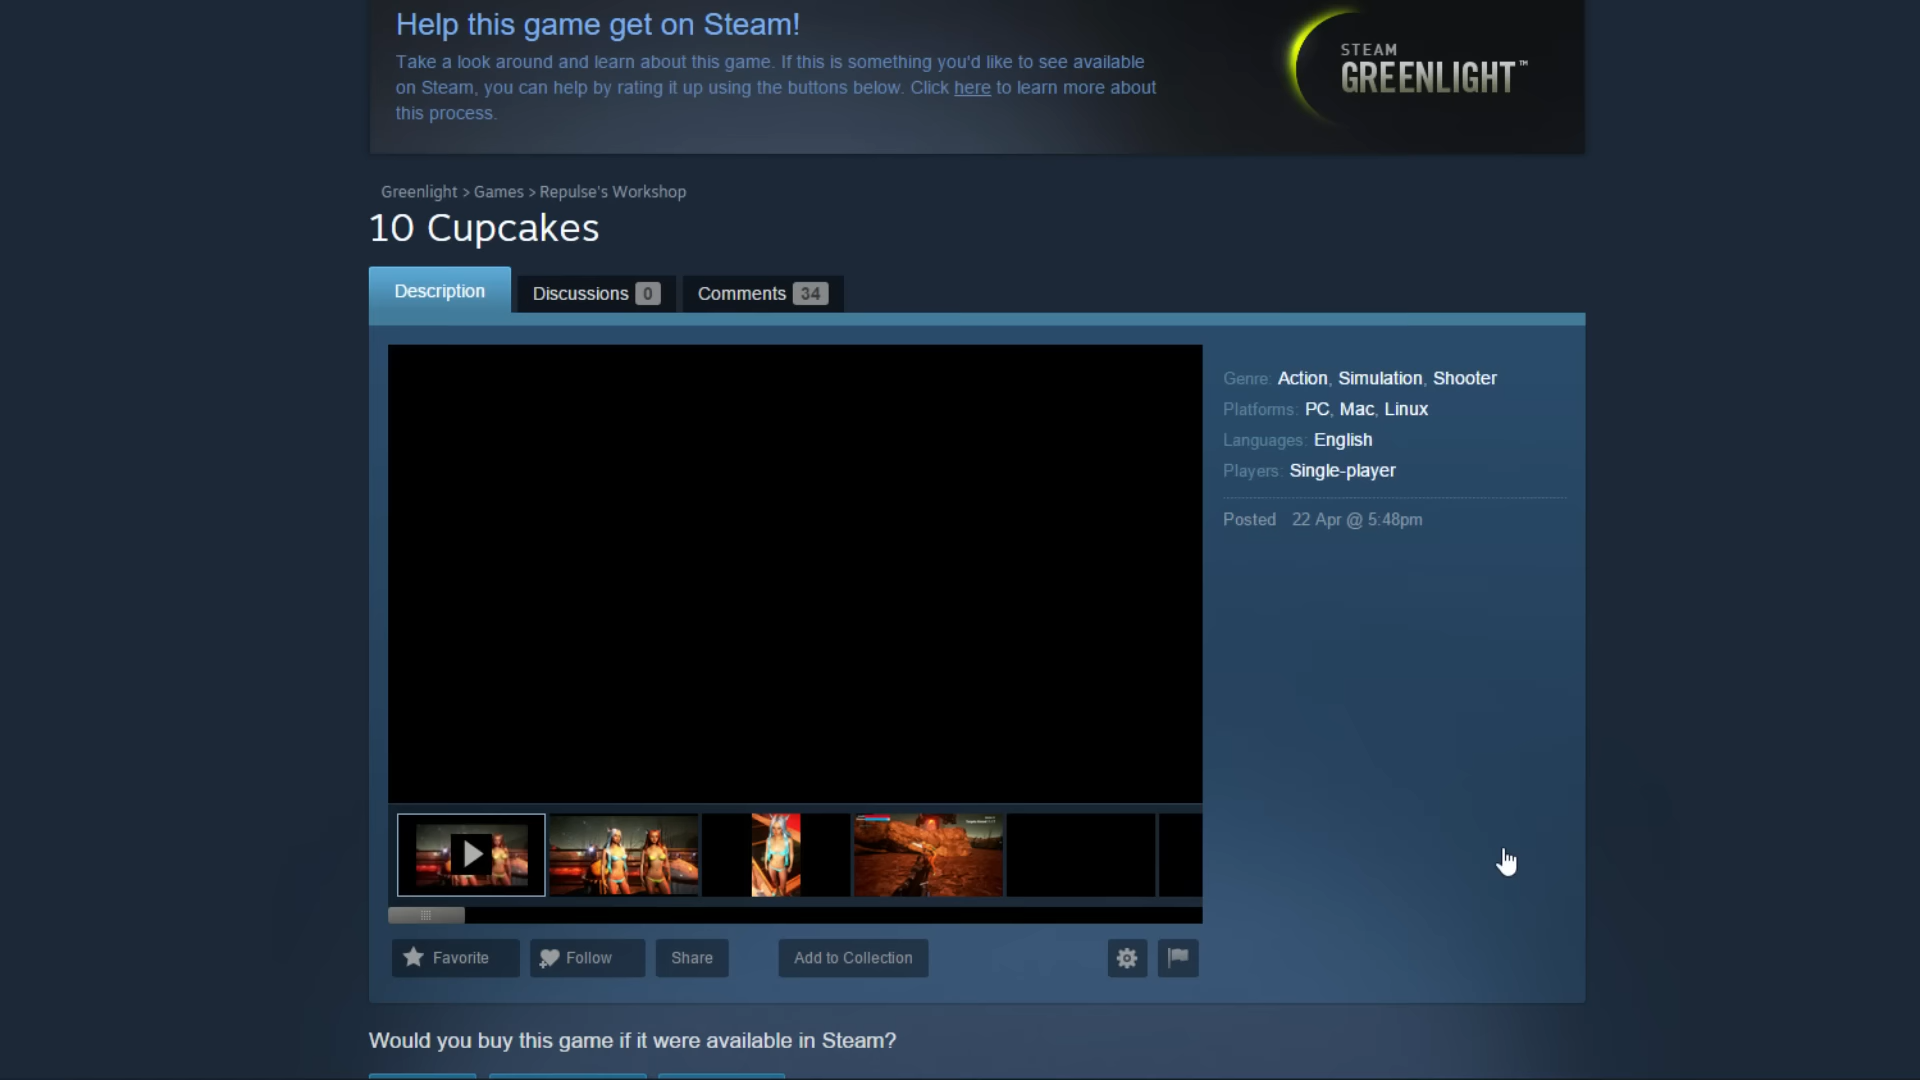 Help this game get on Steam!
Take a look around and learn about this game. If this is something you'd like to see available
on Steam, you can help by rating it up using the buttons below. Click here to learn more about
this process.
STEAM
GREENLIGHT™
Greenlight > Games > Repulse's Workshop
10 Cupcakes
Description
Discussions 0
Comments 34
Genre: Action, Simulation, Shooter
Platforms: PC, Mac, Linux
Languages: English
Players: Single-player
Posted 22 Apr @ 5:48pm
Favorite
Follow
Share
Add to Collection
Would you buy this game if it were available in Steam?